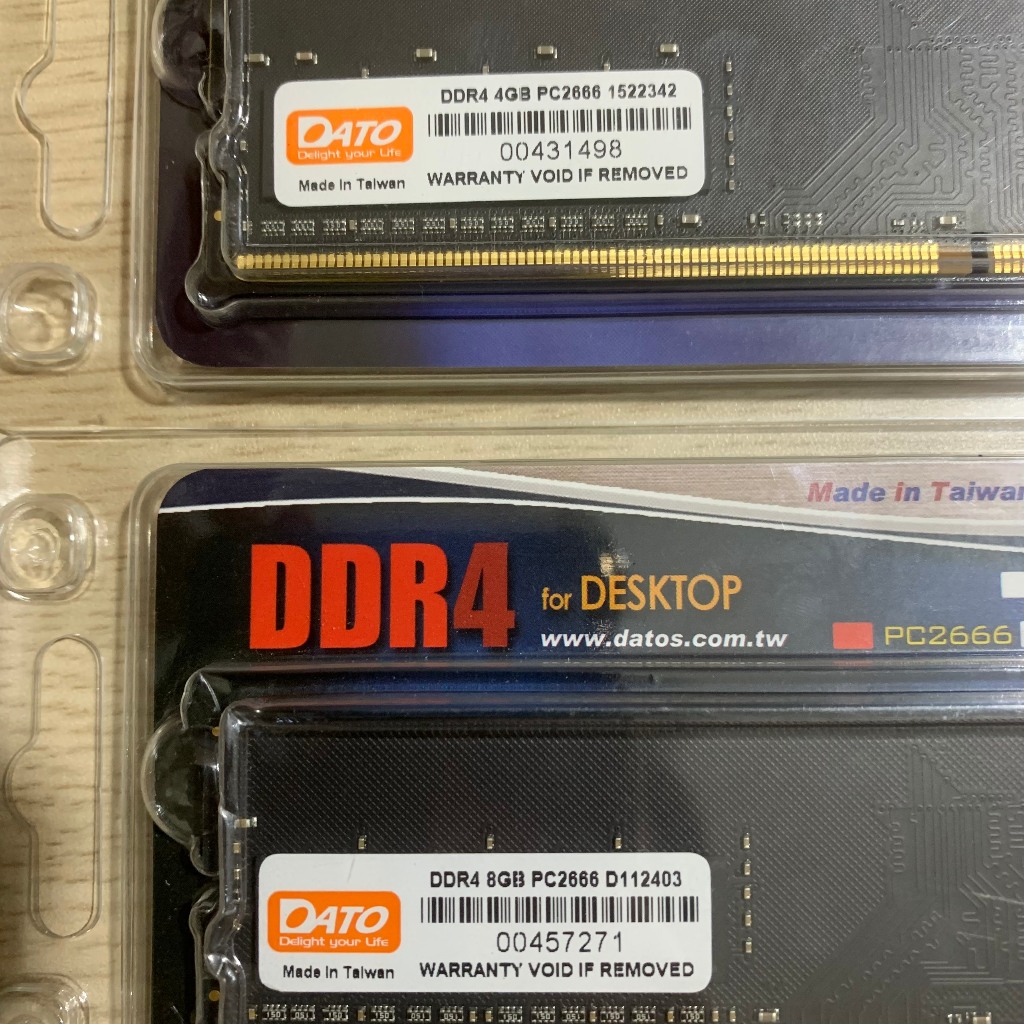 DDR4 4GB PC2666 1522342
DATO
Delight your Life
00431498
Made in Taiwan
WARRANTY VOID IF REMOVED
Made in Taiwan
DDR4 for DESKTOP
www.datos.com.tw
PC2666
DDR4 8GB PC2666 D112403
DATO
Delight your Life
00457271
Made in Taiwan
WARRANTY VOID IF REMOVED